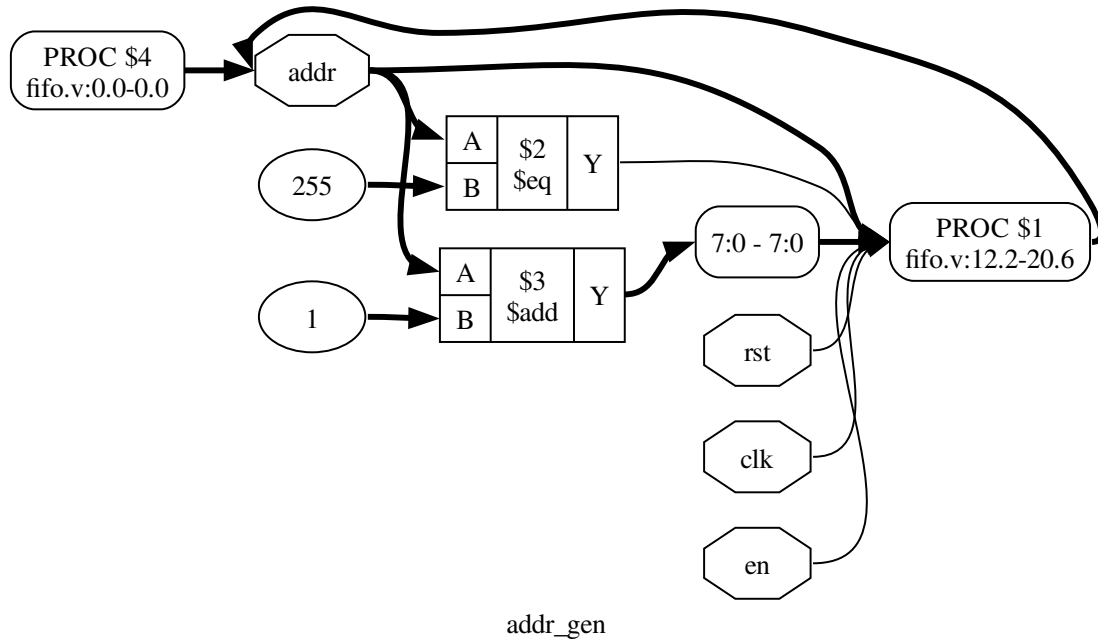 PROC $4
fifo.v:0.0-0.0
addr
255
A
B
$2
$eq
Y
1
A
B
$3
$add
Y
7:0 - 7:0
PROC $1
fifo.v:12.2-20.6
rst
clk
en
addr_gen